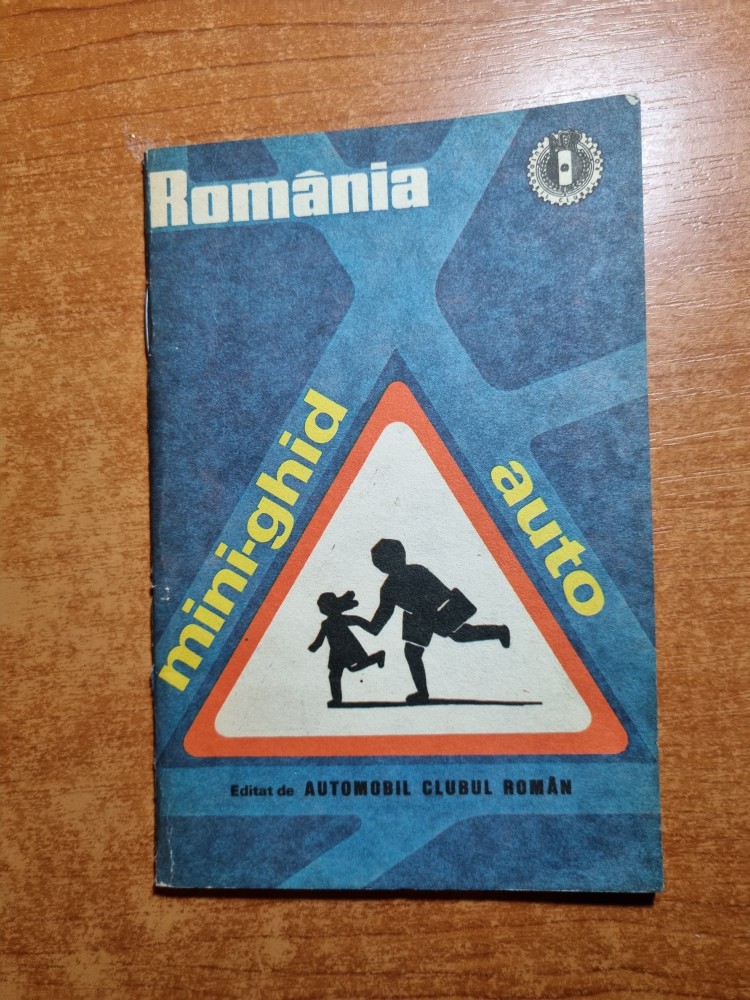 România
mini-ghid
auto
Editat de AUTOMOBIL CLUBUL ROMÂN